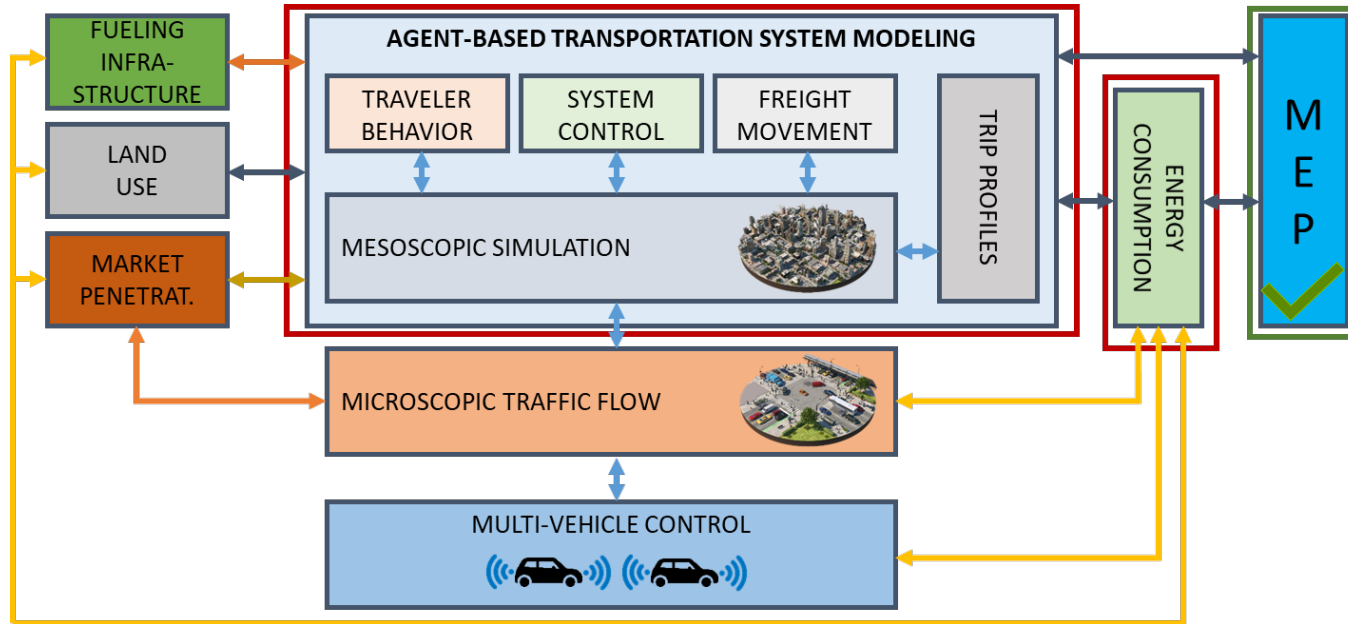 FUELING
INFRA-
STRUCTURE
LAND
USE
MARKET
PENETRAT.
AGENT-BASED TRANSPORTATION SYSTEM MODELING
TRAVELER
BEHAVIOR
SYSTEM
CONTROL
FREIGHT
MOVEMENT
MESOSCOPIC SIMULATION
TRIP PROFILES
MICROSCOPIC TRAFFIC FLOW
MULTI-VEHICLE CONTROL
ENERGY
CONSUMPTION
M
E
P